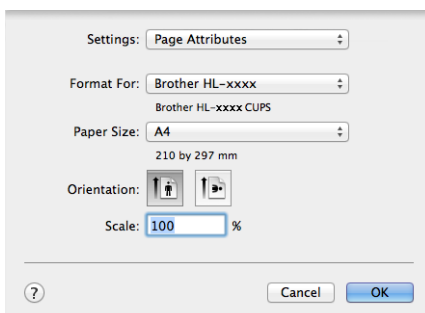 Settings: Page Attributes
Format For: Brother HL-xxxx
Brother HL-xxxx CUPS
Paper Size: A4
210 by 297 mm
Orientation:
Scale: 100 %
? Cancel OK